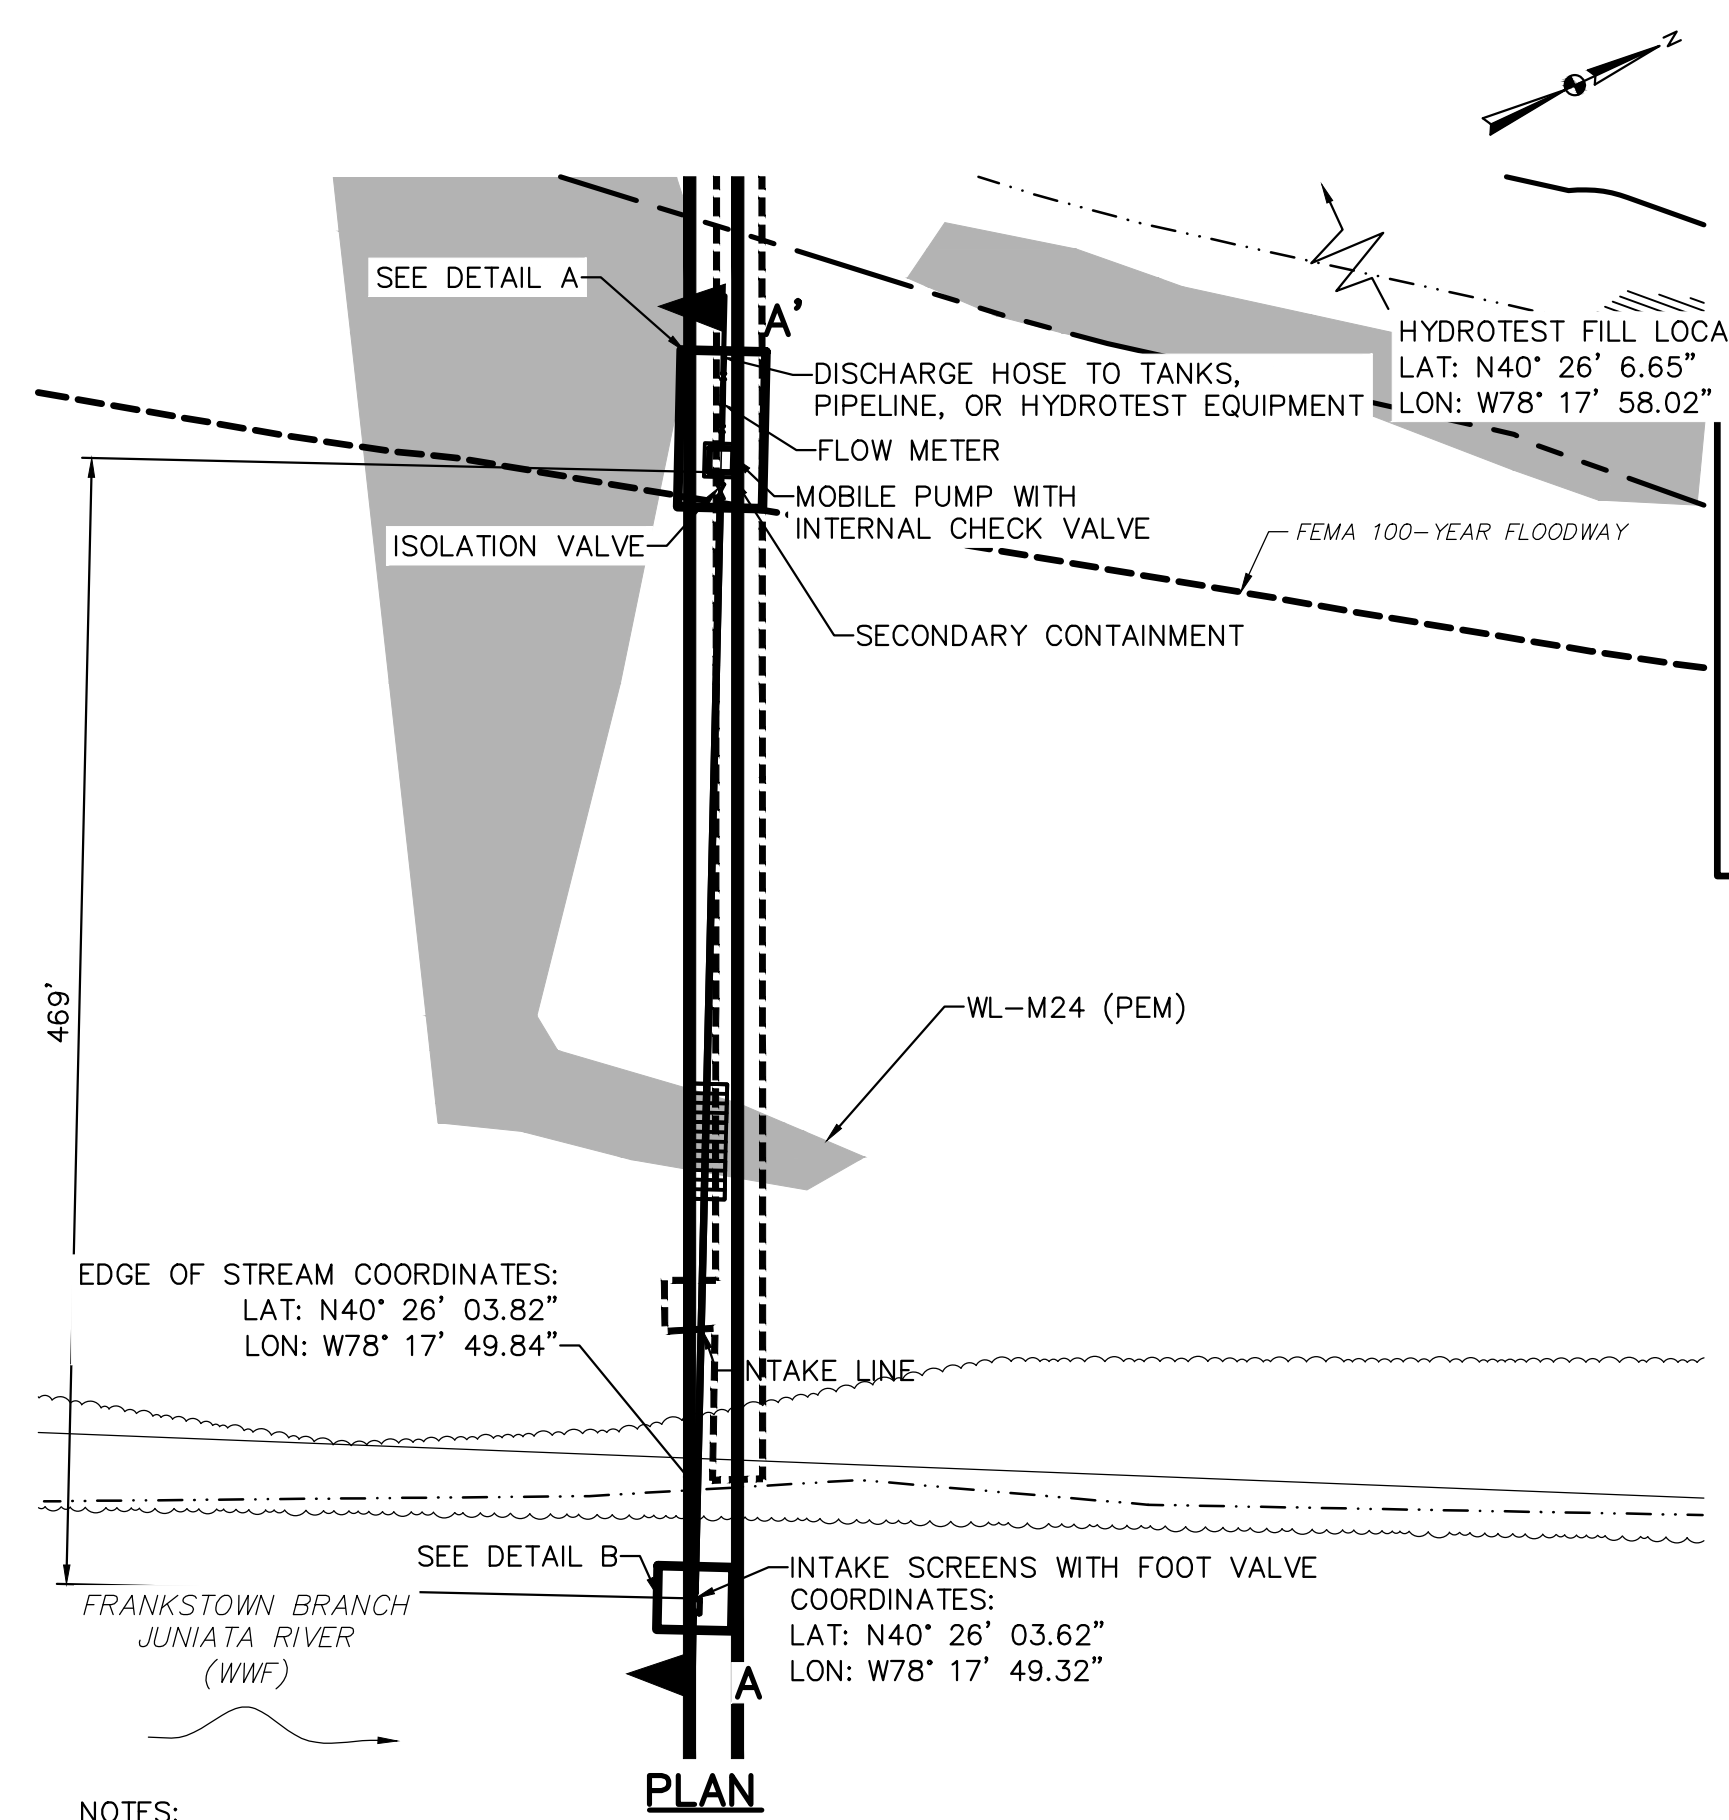 N
SEE DETAIL A
A'
HYDROTEST FILL LOCA
LAT: N40° 26' 6.65"
LON: W78° 17' 58.02"
DISCHARGE HOSE TO TANKS,
PIPELINE, OR HYDROTEST EQUIPMENT
FLOW METER
MOBILE PUMP WITH
INTERNAL CHECK VALVE
ISOLATION VALVE
FEMA 100-YEAR FLOODWAY
SECONDARY CONTAINMENT
469'
WL-M24 (PEM)
EDGE OF STREAM COORDINATES:
LAT: N40° 26' 03.82"
LON: W78° 17' 49.84"
INTAKE LINE
SEE DETAIL B
INTAKE SCREENS WITH FOOT VALVE
COORDINATES:
LAT: N40° 26' 03.62"
LON: W78° 17' 49.32"
FRANKSTOWN BRANCH
JUNIATA RIVER
(WWF)
A
PLAN
NOTES: